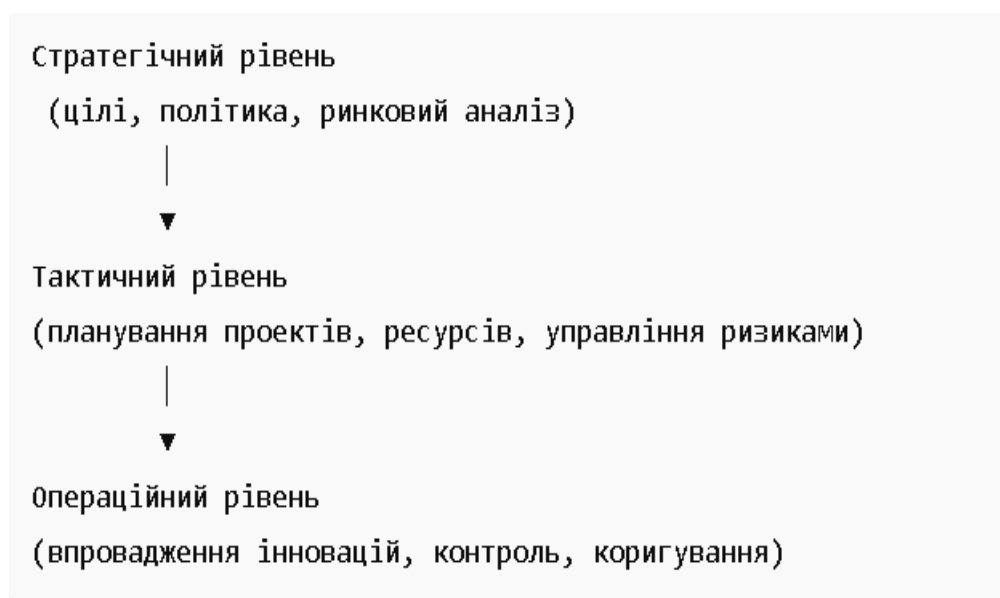 Стратегічний рівень
(цілі, політика, ринковий аналіз)
Тактичний рівень
(планування проектів, ресурсів, управління ризиками)
Операційний рівень
(впровадження інновацій, контроль, коригування)